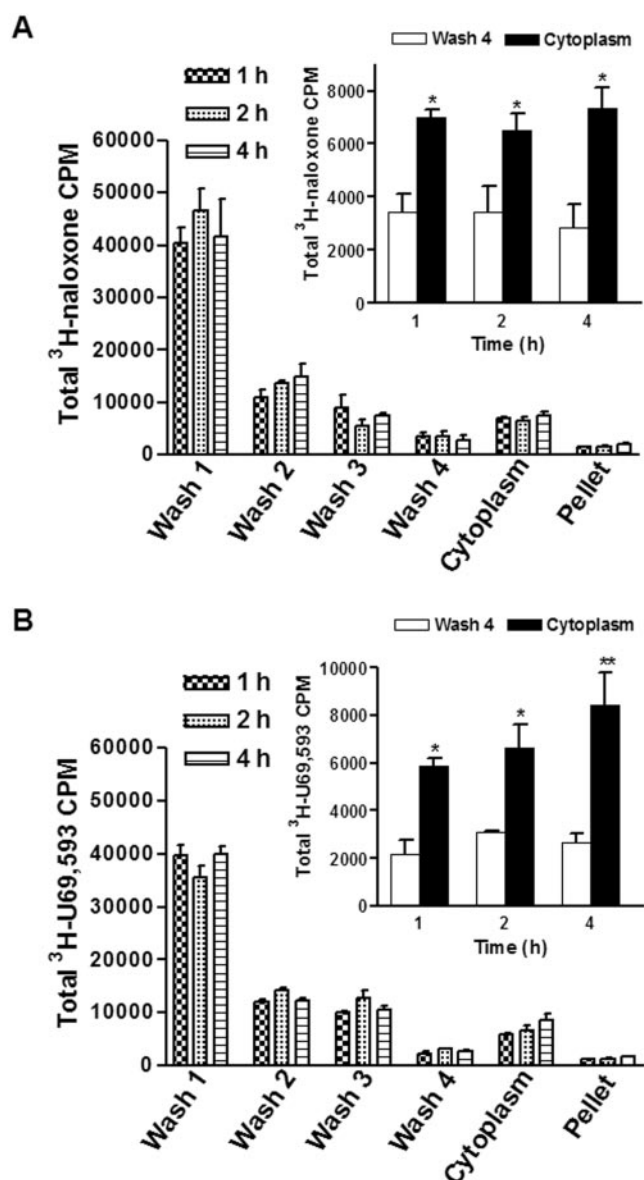 A
1 h
2 h
4 h
Total ³H-naloxone CPM
60000
50000
40000
30000
20000
10000
0
Wash 1
Wash 2
Wash 3
Wash 4
Cytoplasm
Pellet
Wash 4 Cytoplasm
Total ³H-naloxone CPM
8000
6000
4000
2000
0
* * *
1 2 4
Time (h)
B
1 h
2 h
4 h
Total ³H-U69,593 CPM
60000
50000
40000
30000
20000
10000
0
Wash 1
Wash 2
Wash 3
Wash 4
Cytoplasm
Pellet
Wash 4 Cytoplasm
Total ³H-U69,593 CPM
10000
8000
6000
4000
2000
0
* * **
1 2 4
Time (h)